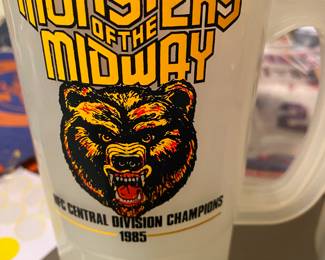 MONSTERS
OF THE
MIDWAY
NFC CENTRAL DIVISION CHAMPIONS
1985